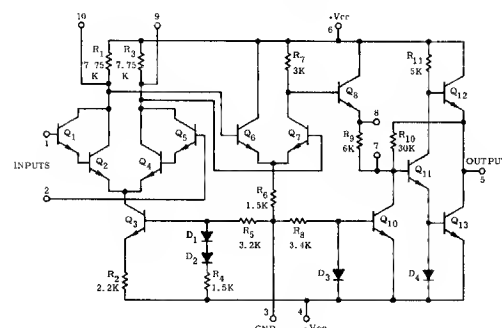 10
9
+Vcc
6
R1
7.75
K
R3
7.75
K
R7
3K
R11
5K
Q8
Q12
8
1
Q1
Q2
Q4
Q5
Q6
Q7
R9
6K
7
R10
30K
Q11
OUTPUT
5
INPUTS
2
R6
1.5K
Q3
D1
D2
R5
3.2K
R8
3.4K
Q10
Q13
R2
2.2K
R4
1.5K
D3
D4
3
4
GND